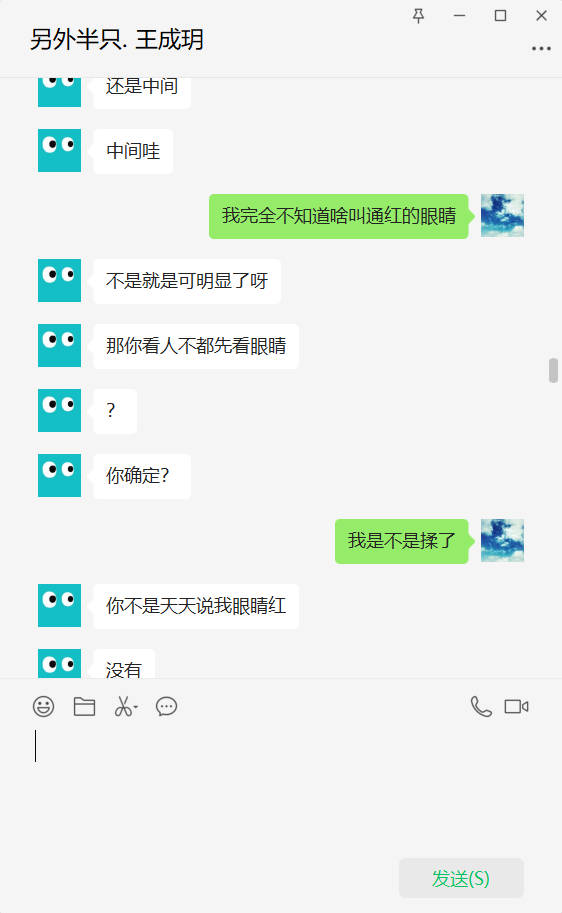 另外半只. 王成玥
还是中间
中间哇
我完全不知道啥叫通红的眼睛
不是就是可明显了呀
那你看人不都先看眼睛
？
你确定？
我是不是揉了
你不是天天说我眼睛红
没有
发送(S)